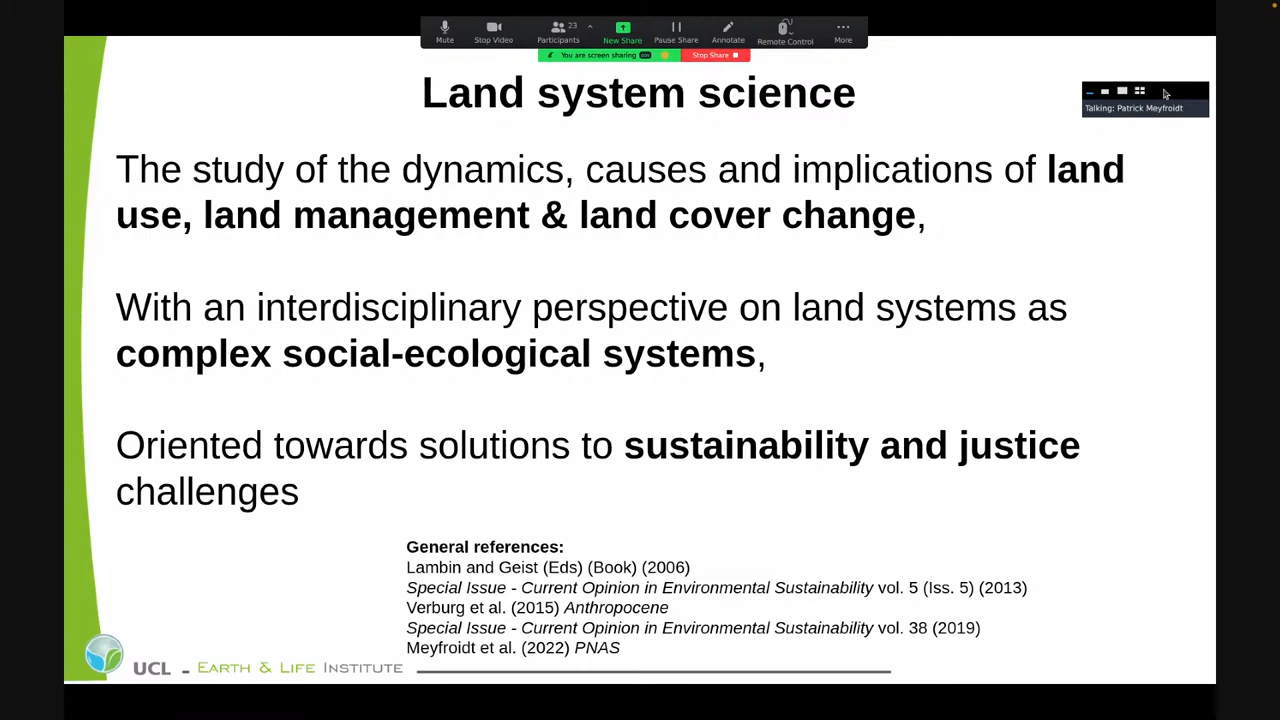 23
Mute
Stop Video
Participants
New Share
Pause Share
Annotate
Remote Control
More
You are screen sharing
Stop Share
Land system science
Talking: Patrick Meyfroidt
The study of the dynamics, causes and implications of land
use, land management & land cover change,
With an interdisciplinary perspective on land systems as
complex social-ecological systems,
Oriented towards solutions to sustainability and justice
challenges
General references:
Lambin and Geist (Eds) (Book) (2006)
Special Issue - Current Opinion in Environmental Sustainability vol. 5 (Iss. 5) (2013)
Verburg et al. (2015) Anthropocene
Special Issue - Current Opinion in Environmental Sustainability vol. 38 (2019)
Meyfroidt et al. (2022) PNAS
UCL - EARTH & LIFE INSTITUTE